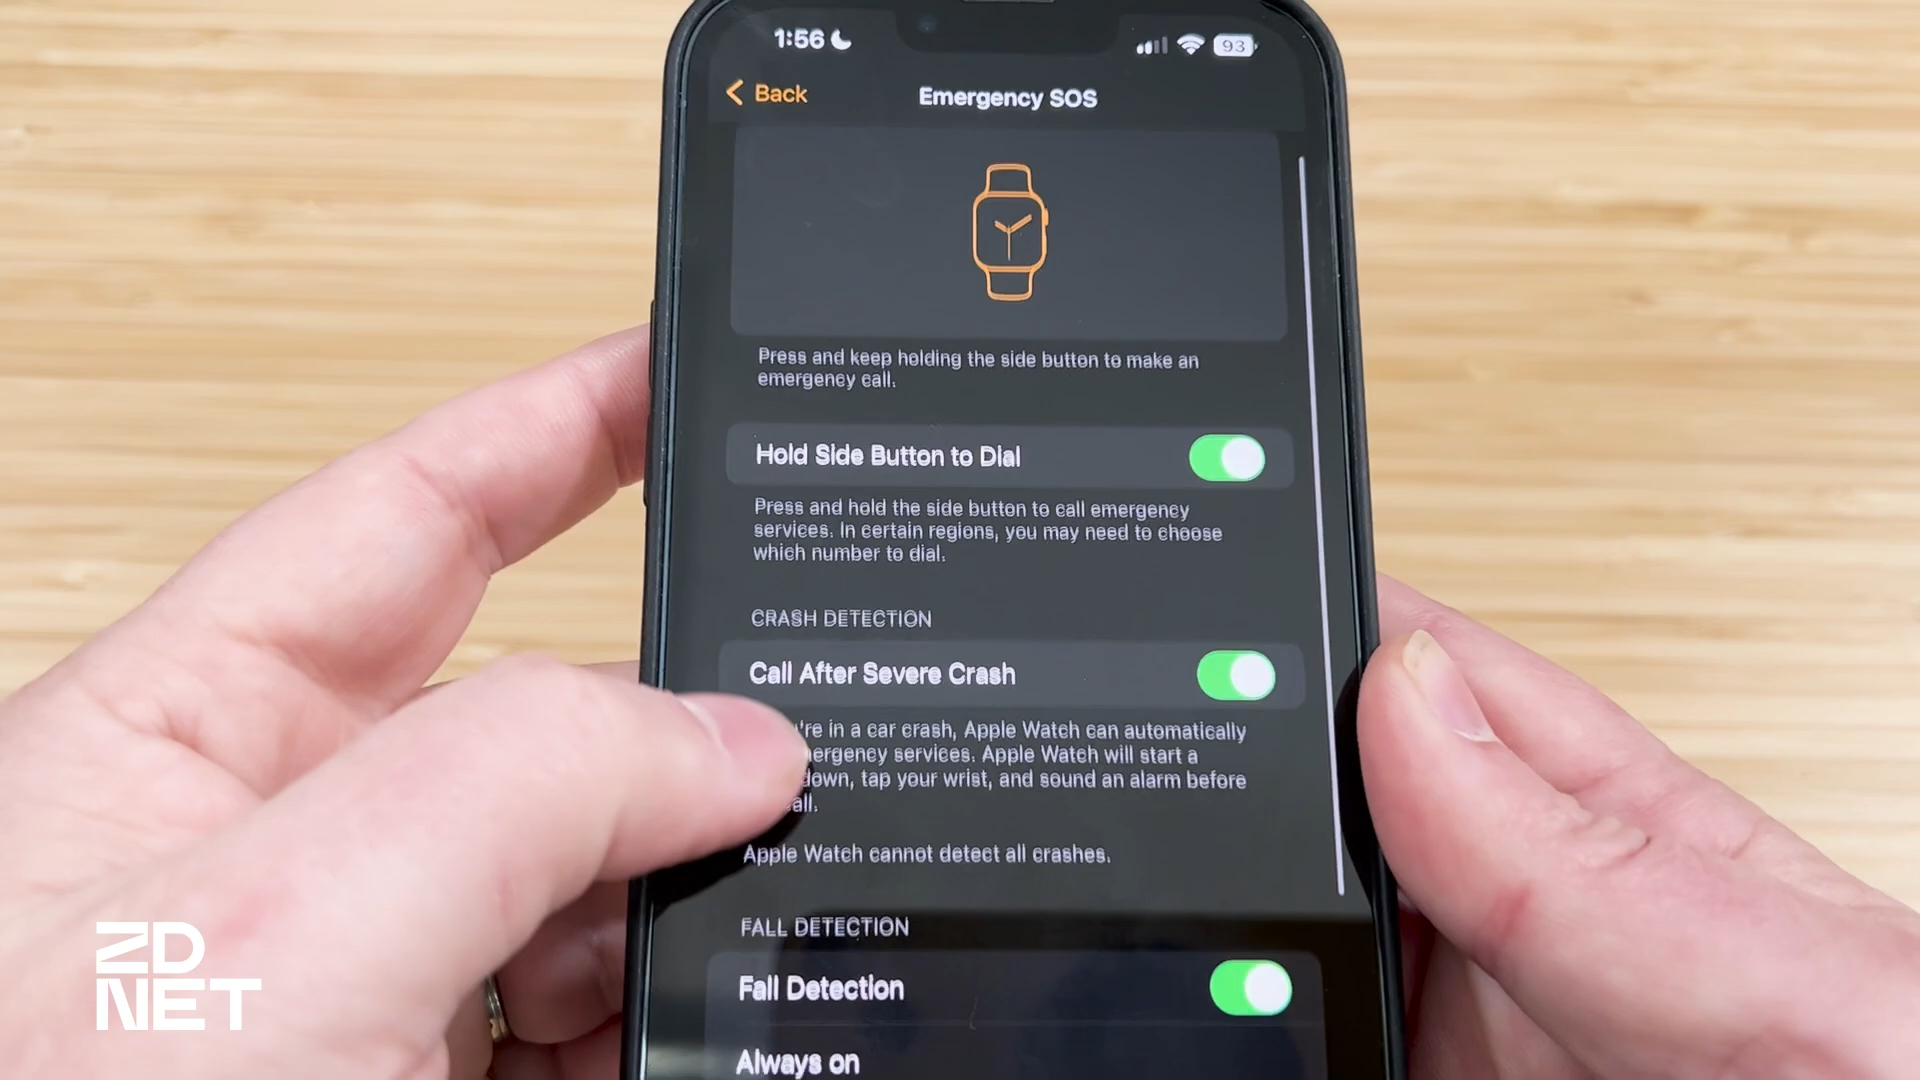 1:56
93
Back
Emergency SOS
Press and keep holding the side button to make an
emergency call.
Hold Side Button to Dial
Press and hold the side button to call emergency
services. In certain regions, you may need to choose
which number to dial.
CRASH DETECTION
Call After Severe Crash
're in a car crash, Apple Watch can automatically
ergency services. Apple Watch will start a
down, tap your wrist, and sound an alarm before
all.
Apple Watch cannot detect all crashes.
FALL DETECTION
Fall Detection
Always on
ZD
NET